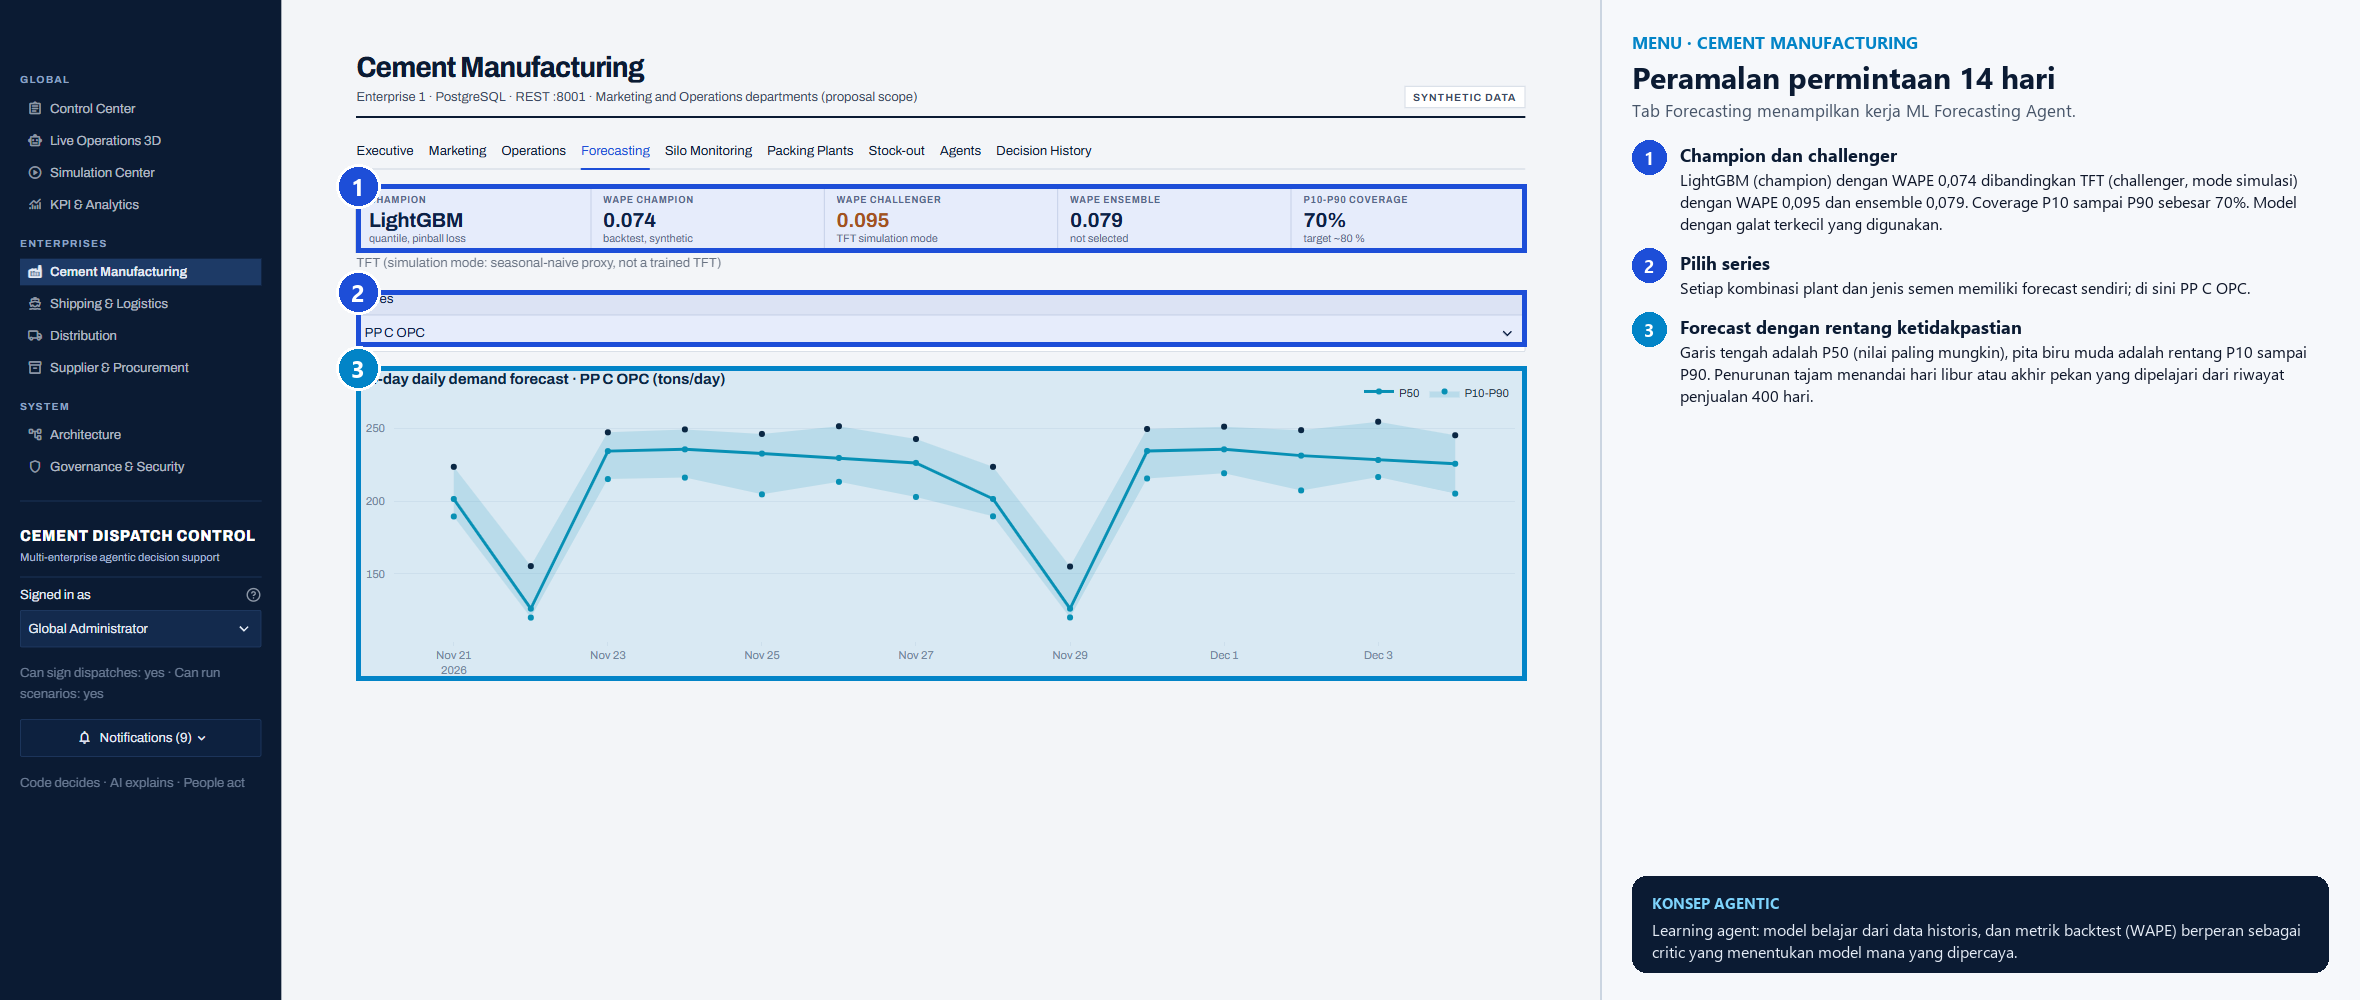 GLOBAL
Control Center
Live Operations 3D
Simulation Center
KPI & Analytics
ENTERPRISES
Cement Manufacturing
Shipping & Logistics
Distribution
Supplier & Procurement
SYSTEM
Architecture
Governance & Security
CEMENT DISPATCH CONTROL
Multi-enterprise agentic decision support
Signed in as
Global Administrator
Can sign dispatches: yes · Can run
scenarios: yes
Notifications (9)
Code decides · AI explains · People act
Cement Manufacturing
Enterprise 1 · PostgreSQL · REST :8001 · Marketing and Operations departments (proposal scope)
SYNTHETIC DATA
Executive Marketing Operations Forecasting Silo Monitoring Packing Plants Stock-out Agents Decision History
1
HAMPION
LightGBM
quantile, pinball loss
WAPE CHAMPION
0.074
backtest, synthetic
WAPE CHALLENGER
0.095
TFT simulation mode
WAPE ENSEMBLE
0.079
not selected
P10-P90 COVERAGE
70%
target ~80 %
TFT (simulation mode: seasonal-naive proxy, not a trained TFT)
2
es
PP C OPC
3
-day daily demand forecast · PP C OPC (tons/day)
P50 P10-P90
250
200
150
Nov 21 Nov 23 Nov 25 Nov 27 Nov 29 Dec 1 Dec 3
2026
MENU · CEMENT MANUFACTURING
Peramalan permintaan 14 hari
Tab Forecasting menampilkan kerja ML Forecasting Agent.
1 Champion dan challenger
LightGBM (champion) dengan WAPE 0,074 dibandingkan TFT (challenger, mode simulasi)
dengan WAPE 0,095 dan ensemble 0,079. Coverage P10 sampai P90 sebesar 70%. Model
dengan galat terkecil yang digunakan.
2 Pilih series
Setiap kombinasi plant dan jenis semen memiliki forecast sendiri; di sini PP C OPC.
3 Forecast dengan rentang ketidakpastian
Garis tengah adalah P50 (nilai paling mungkin), pita biru muda adalah rentang P10 sampai
P90. Penurunan tajam menandai hari libur atau akhir pekan yang dipelajari dari riwayat
penjualan 400 hari.
KONSEP AGENTIC
Learning agent: model belajar dari data historis, dan metrik backtest (WAPE) berperan sebagai
critic yang menentukan model mana yang dipercaya.